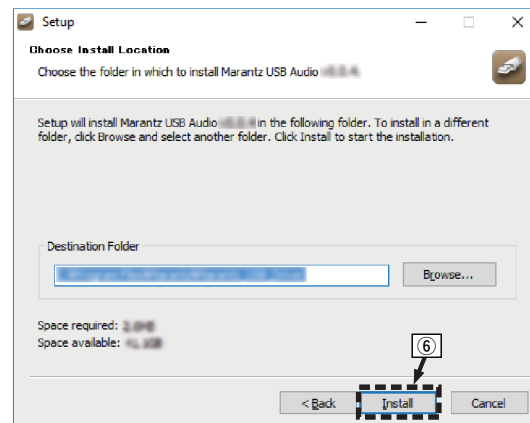 Setup
Choose Install Location
Choose the folder in which to install Marantz USB Audio
Setup will install Marantz USB Audio in the following folder. To install in a different
folder, click Browse and select another folder. Click Install to start the installation.
Destination Folder
Browse...
Space required:
Space available:
⑥
< Back Install Cancel